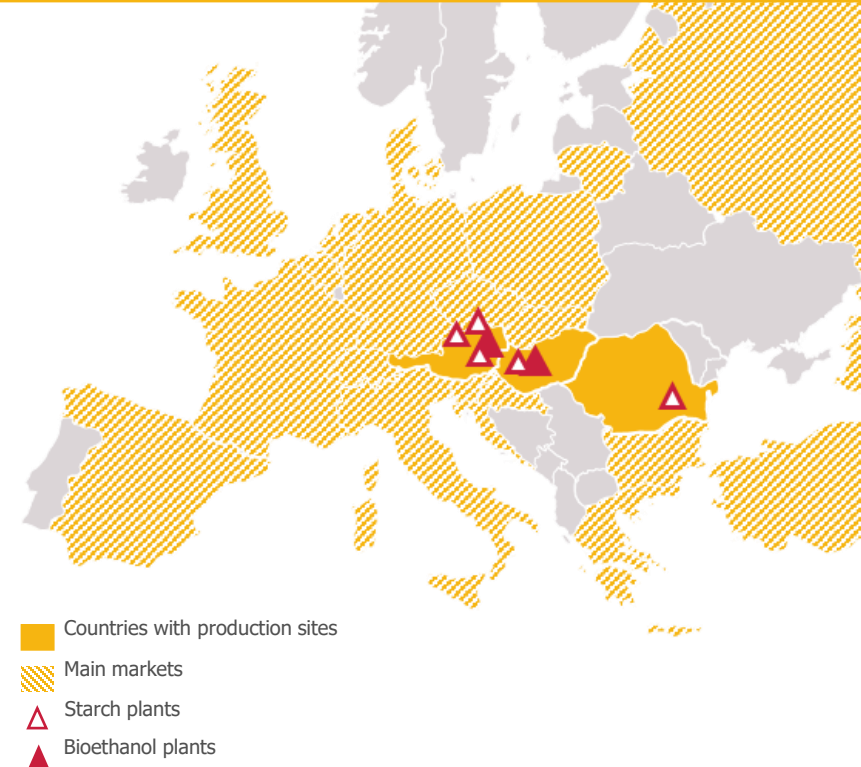 Countries with production sites
Main markets
Starch plants
Bioethanol plants